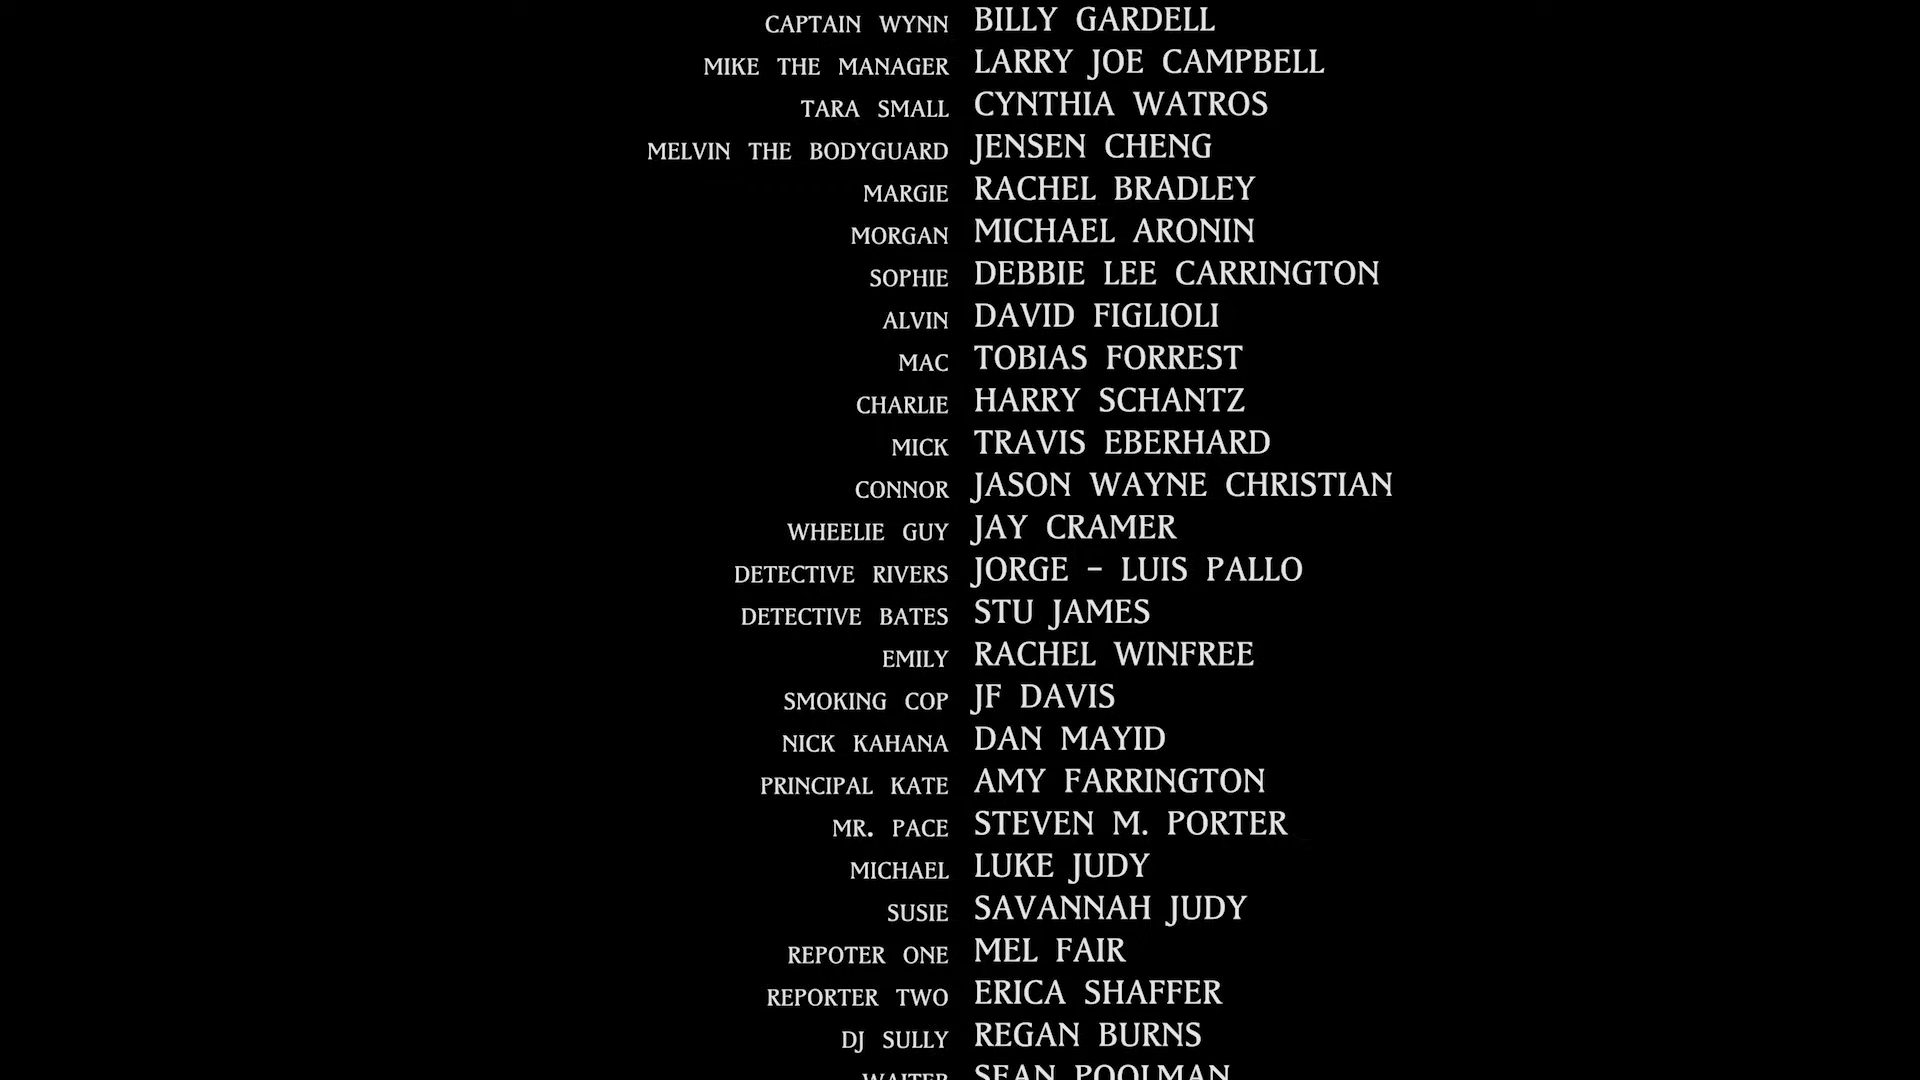 CAPTAIN WYNN BILLY GARDELL
MIKE THE MANAGER LARRY JOE CAMPBELL
TARA SMALL CYNTHIA WATROS
MELVIN THE BODYGUARD JENSEN CHENG
MARGIE RACHEL BRADLEY
MORGAN MICHAEL ARONIN
SOPHIE DEBBIE LEE CARRINGTON
ALVIN DAVID FIGLIOLI
MAC TOBIAS FORREST
CHARLIE HARRY SCHANTZ
MICK TRAVIS EBERHARD
CONNOR JASON WAYNE CHRISTIAN
WHEELIE GUY JAY CRAMER
DETECTIVE RIVERS JORGE - LUIS PALLO
DETECTIVE BATES STU JAMES
EMILY RACHEL WINFREE
SMOKING COP JF DAVIS
NICK KAHANA DAN MAYID
PRINCIPAL KATE AMY FARRINGTON
MR. PACE STEVEN M. PORTER
MICHAEL LUKE JUDY
SUSIE SAVANNAH JUDY
REPOTER ONE MEL FAIR
REPORTER TWO ERICA SHAFFER
DJ SULLY REGAN BURNS
WAITER SEAN POOLMAN